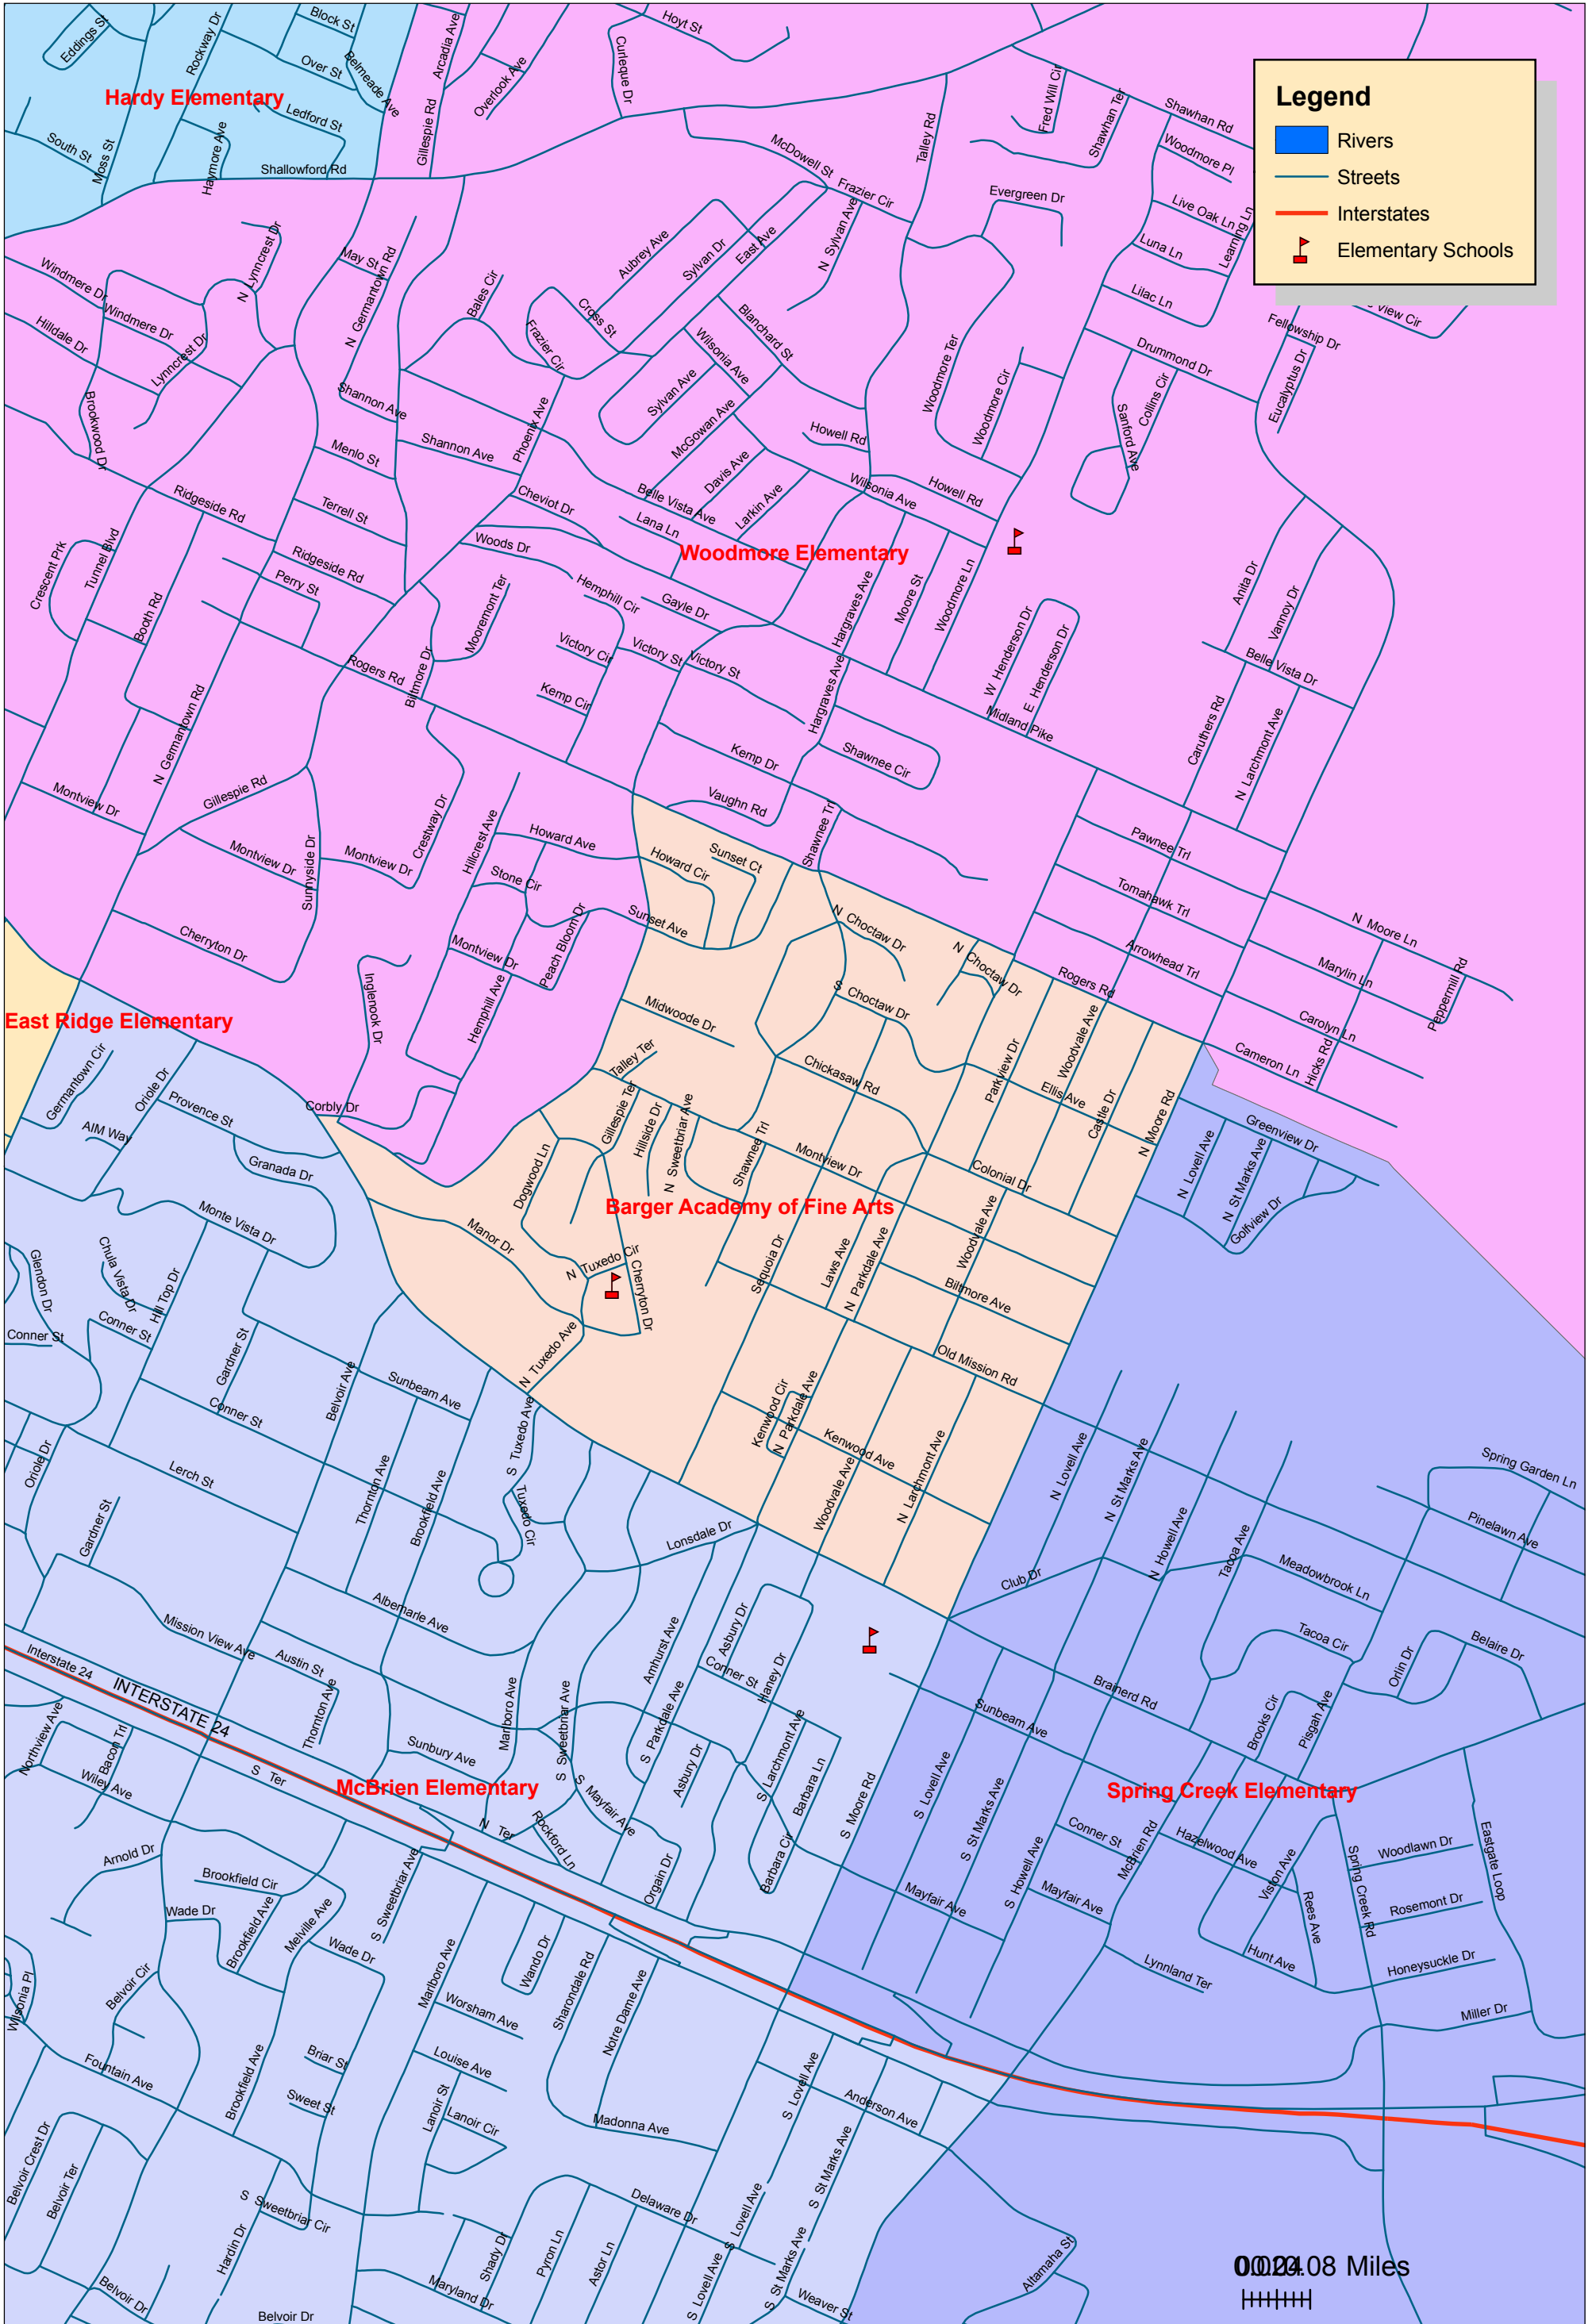 Eddings St
Rockway Dr
Block St
Over St
Belmeade Ave
Arcadia Ave
Overlook Ave
Curleque Dr
Hoyt St
Hardy Elementary
Ledford St
South St
Moss St
Haymore Ave
Shallowford Rd
Gillespie Rd
McDowell St
Frazier Cir
Talley Rd
Fred Will Cir
Shawhan Ter
Shawhan Rd
Woodmore Pl
Live Oak Ln
Learning Ln
Luna Ln
Lilac Ln
Evergreen Dr
Legend
Rivers
Streets
Interstates
Elementary Schools
View Cir
Fellowship Dr
Eucalyptus Dr
Drummond Dr
Collins Cir
Sanford Ave
Woodmore Ter
Woodmore Cir
N Sylvan Ave
East Ave
Sylvan Dr
Aubrey Ave
Cross St
Frazier Cir
Bales Cir
Blanchard St
Wilsonia Ave
Sylvan Ave
McGowan Ave
Davis Ave
Larkin Ave
Howell Rd
Wilsonia Ave
Howell Rd
Belle Vista Ave
Lana Ln
Woodmore Elementary
N Lynncrest Dr
May St
N Germantown Rd
Windmere Dr
Windmere Dr
Hilldale Dr
Lynncrest Dr
Brookwood Dr
Shannon Ave
Shannon Ave
Phoenix Ave
Menlo St
Terrell St
Cheviot Dr
Woods Dr
Ridgeside Rd
Ridgeside Rd
Perry St
Tunnel Blvd
Crescent Prk
Booth Rd
Mooremont Ter
Hemphill Cir
Gayle Dr
Victory Cir
Victory St
Victory St
Kemp Cir
Rogers Rd
Biltmore Dr
Hargraves Ave
Hargraves Ave
Moore St
Woodmore Ln
W Henderson Dr
E Henderson Dr
Midland Pike
Anita Dr
Vannoy Dr
Belle Vista Dr
Caruthers Rd
N Larchmont Ave
Kemp Dr
Shawnee Cir
Vaughn Rd
Shawnee Trl
N Germantown Rd
Montview Dr
Gillespie Rd
Montview Dr
Montview Dr
Sunnyside Dr
Crestway Dr
Hillcrest Ave
Howard Ave
Stone Cir
Howard Cir
Sunset Ct
Sunset Ave
Cherryton Dr
Montview Dr
Peach Bloom Dr
Inglenook Dr
Hemphill Ave
N Choctaw Dr
N Choctaw Dr
S Choctaw Dr
Pawnee Trl
Tomahawk Trl
Arrowhead Trl
Rogers Rd
N Moore Ln
Marylin Ln
Peppermill Rd
Carolyn Ln
Hicks Rd
Cameron Ln
East Ridge Elementary
Germantown Cir
Oriole Dr
AIM Way
Provence St
Granada Dr
Corbly Dr
Midwoode Dr
Talley Ter
Gillespie Ter
Hillside Dr
N Sweetbriar Ave
Dogwood Ln
Shawnee Trl
Chickasaw Rd
Montview Dr
Parkview Dr
Woodvale Ave
Ellis Ave
Castle Dr
N Moore Rd
Colonial Dr
Greenview Dr
N Lovell Ave
N St Marks Ave
Golfview Dr
Barger Academy of Fine Arts
Monte Vista Dr
Manor Dr
N Tuxedo Cir
Cherryton Dr
N Tuxedo Ave
Sequoia Dr
Laws Ave
N Parkdale Ave
Woodvale Ave
Biltmore Ave
Old Mission Rd
Glendon Dr
Chula Vista Dr
Hill Top Dr
Conner St
Conner St
Gardner St
Belvoir Ave
Sunbeam Ave
Conner St
Kenwood Cir
N Parkdale Ave
Kenwood Ave
Woodvale Ave
N Larchmont Ave
N Lovell Ave
N St Marks Ave
N Howell Ave
Tacoa Ave
Spring Garden Ln
Pinelawn Ave
Meadowbrook Ln
Club Dr
Oriole Dr
Lerch St
Gardner St
Thornton Ave
Brookfield Ave
S Tuxedo Ave
Tuxedo Cir
Lonsdale Dr
Albemarle Ave
Mission View Ave
Austin St
Thornton Ave
Interstate 24
INTERSTATE 24
Asbury Dr
Amhurst Ave
Conner St
Haney Dr
Tacoa Cir
Orlin Dr
Belaire Dr
Brainerd Rd
Sunbeam Ave
Brooks Cir
Pisgah Ave
Marlboro Ave
S Sweetbriar Ave
S Parkdale Ave
Asbury Dr
S Larchmont Ave
Barbara Ln
Barbara Cir
S Moore Rd
S Lovell Ave
S St Marks Ave
S Howell Ave
Northview Ave
Bacon Trl
Wiley Ave
S Ter
Sunbury Ave
McBrien Elementary
N Ter
Rockford Ln
S Mayfair Ave
Orgain Dr
Spring Creek Elementary
Conner St
McBrien Rd
Hazelwood Ave
Viston Ave
Rees Ave
Spring Creek Rd
Woodlawn Dr
Rosemont Dr
Eastgate Loop
Honeysuckle Dr
Miller Dr
Mayfair Ave
Mayfair Ave
Lynnland Ter
Hunt Ave
Arnold Dr
Brookfield Cir
Wade Dr
Brookfield Ave
Melville Ave
Wade Dr
S Sweetbriar Ave
Marlboro Ave
Wando Dr
Sharondale Rd
Notre Dame Ave
Worsham Ave
Louise Ave
Wilsonia Pl
Belvoir Cir
Fountain Ave
Brookfield Ave
Briar St
Sweet St
Lanoir St
Lanoir Cir
Madonna Ave
S Lovell Ave
Anderson Ave
S St Marks Ave
Belvoir Crest Dr
Belvoir Ter
S Sweetbriar Cir
Hardin Dr
Shady Dr
Pyron Ln
Astor Ln
Delaware Dr
S Lovell Ave
S Lovell Ave
S St Marks Ave
Weaver St
Maryland Dr
Belvoir Dr
Belvoir Dr
Altamaha St
0.08 Miles